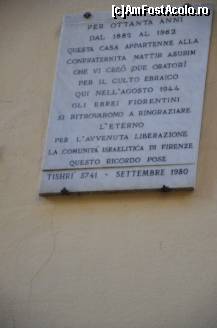 [c]AmFostAcolo.ro
PER OTTANTA ANNI
DAL 1882 AL 1962
QUESTA CASA APPARTENNE ALLA
CONFRATERNITA MATTIR ASURIM
CHE VI CREÒ DUE ORATORÎ
PER IL CULTO EBRAICO
QUI NELL'AGOSTO 1944
GLI EBREI FIORENTINI
SI RITROVARONO A RINGRAZIARE
L'ETERNO
PER L'AVVENUTA LIBERAZIONE
LA COMUNITÀ ISRAELITICA DI FIRENZE
QUESTO RICORDO POSE
TISHRÌ 5741 - SETTEMBRE 1980